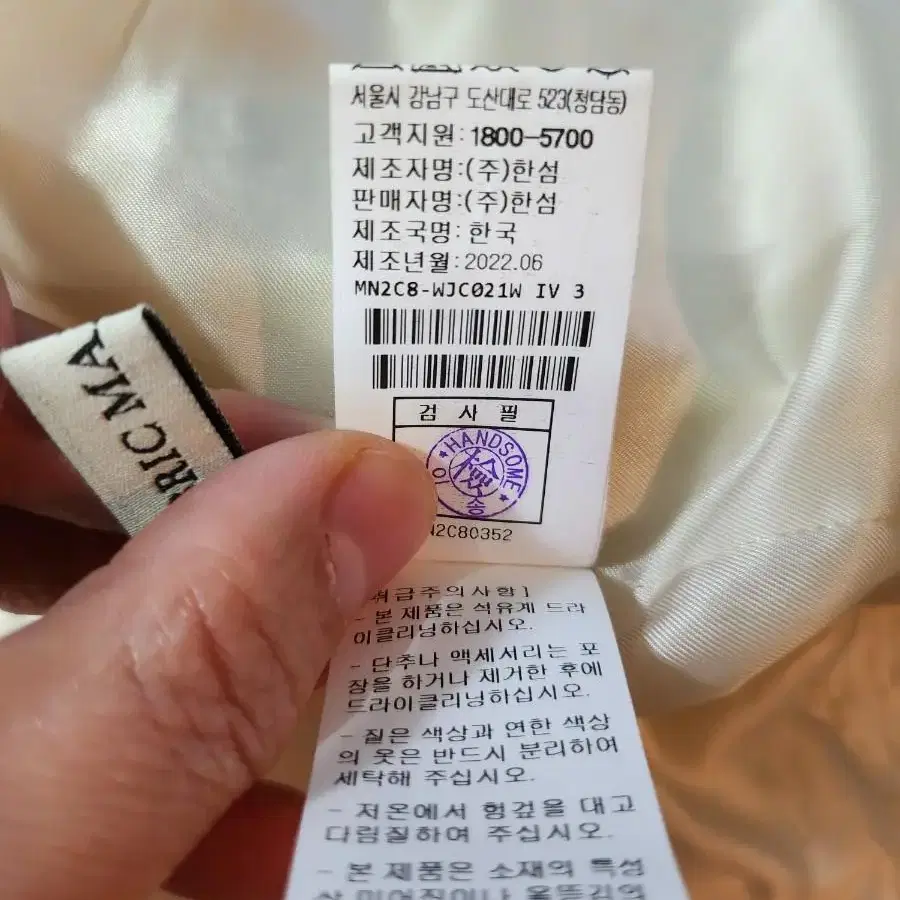 서울시 강남구 도산대로 523(청담동)
고객지원: 1800-5700
제조자명:(주)한섬
판매자명:(주)한섬
제조국명: 한국
제조년월: 2022.06
MN2C8-WJC021W IV 3
검 사 필
HANDSOME
檢
송
N2C80352
RIC MA
급주의사항]
- 본 제품은 석유계 드라
이클리닝하십시오.
- 단추나 액세서리는 포
장을 하거나 제거한 후에
드라이클리닝하십시오.
- 짙은 색상과 연한 색상
의 옷은 반드시 분리하여
세탁해 주십시오.
- 저온에서 헝겊을 대고
다림질하여 주십시오.
- 본 제품은 소재의 특성